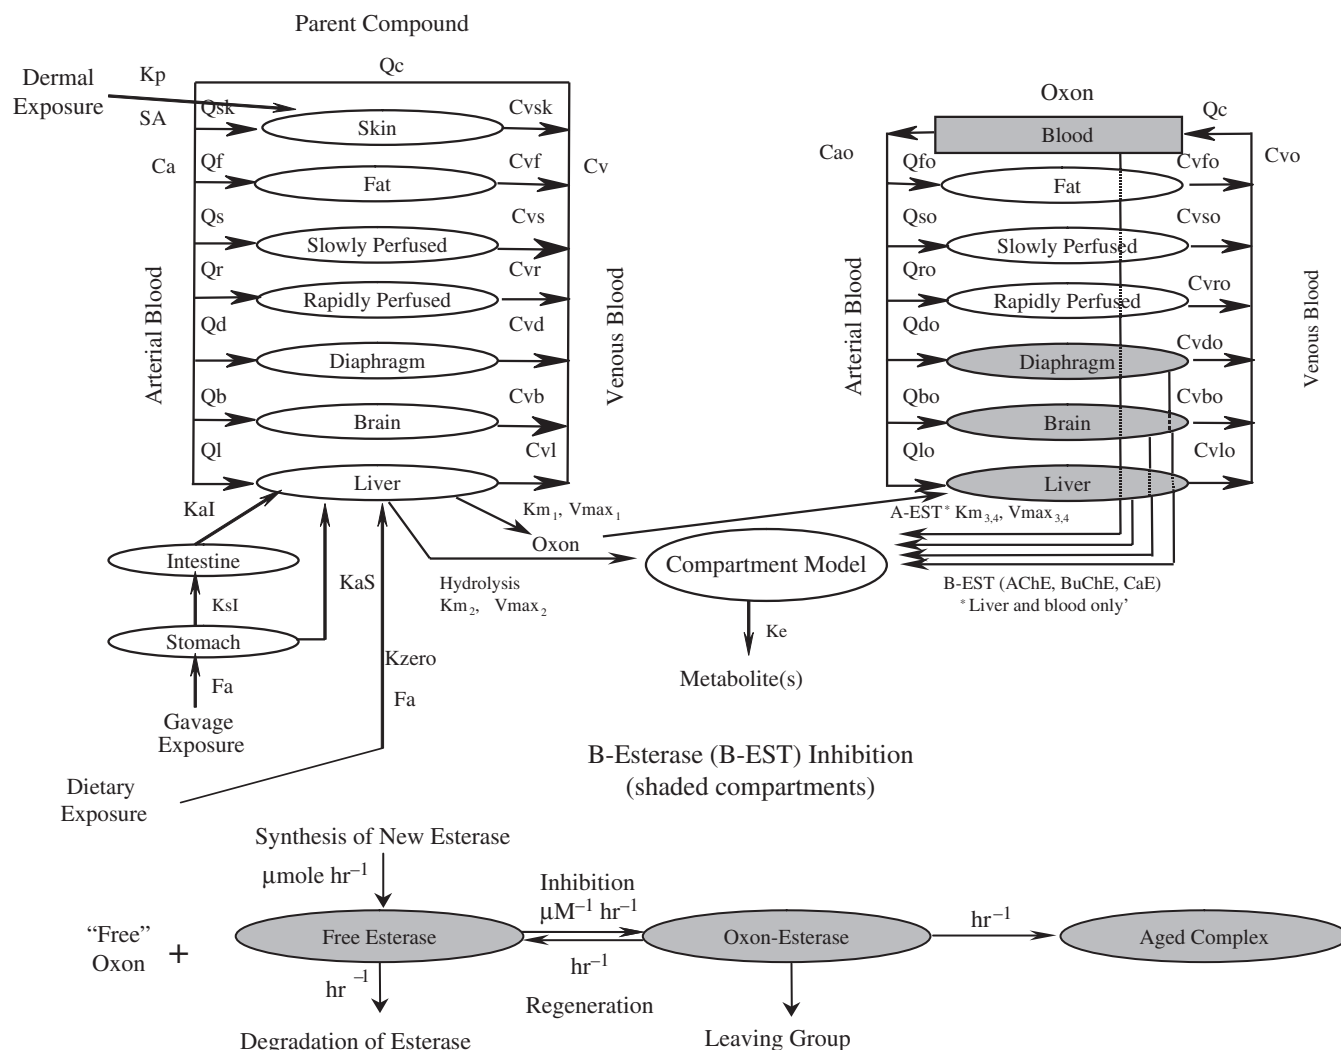 Parent Compound
Qc
Dermal
Exposure
Kp
SA
Qsk
Skin
Cvsk
Ca
Qf
Fat
Cvf
Cv
Qs
Slowly Perfused
Cvs
Qr
Rapidly Perfused
Cvr
Qd
Diaphragm
Cvd
Qb
Brain
Cvb
Ql
Liver
Cvl
Arterial Blood
Venous Blood
Oxon
Qc
Blood
Cao
Qfo
Fat
Cvfo
Cvo
Qso
Slowly Perfused
Cvso
Qro
Rapidly Perfused
Cvro
Qdo
Diaphragm
Cvdo
Qbo
Brain
Cvbo
Qlo
Liver
Cvlo
Arterial Blood
Venous Blood
KaI
Intestine
KsI
Stomach
Fa
Gavage
Exposure
KaS
Kzero
Fa
Dietary
Exposure
Km1, Vmax1
Oxon
Hydrolysis
Km2, Vmax2
A-EST* Km3,4, Vmax3,4
Compartment Model
B-EST (AChE, BuChE, CaE)
*Liver and blood only’
Ke
Metabolite(s)
B-Esterase (B-EST) Inhibition
(shaded compartments)
Synthesis of New Esterase
μmole hr−1
“Free”
Oxon
+
Free Esterase
Inhibition
μM−1 hr−1
hr−1
Regeneration
Oxon-Esterase
hr−1
Aged Complex
hr−1
Degradation of Esterase
Leaving Group